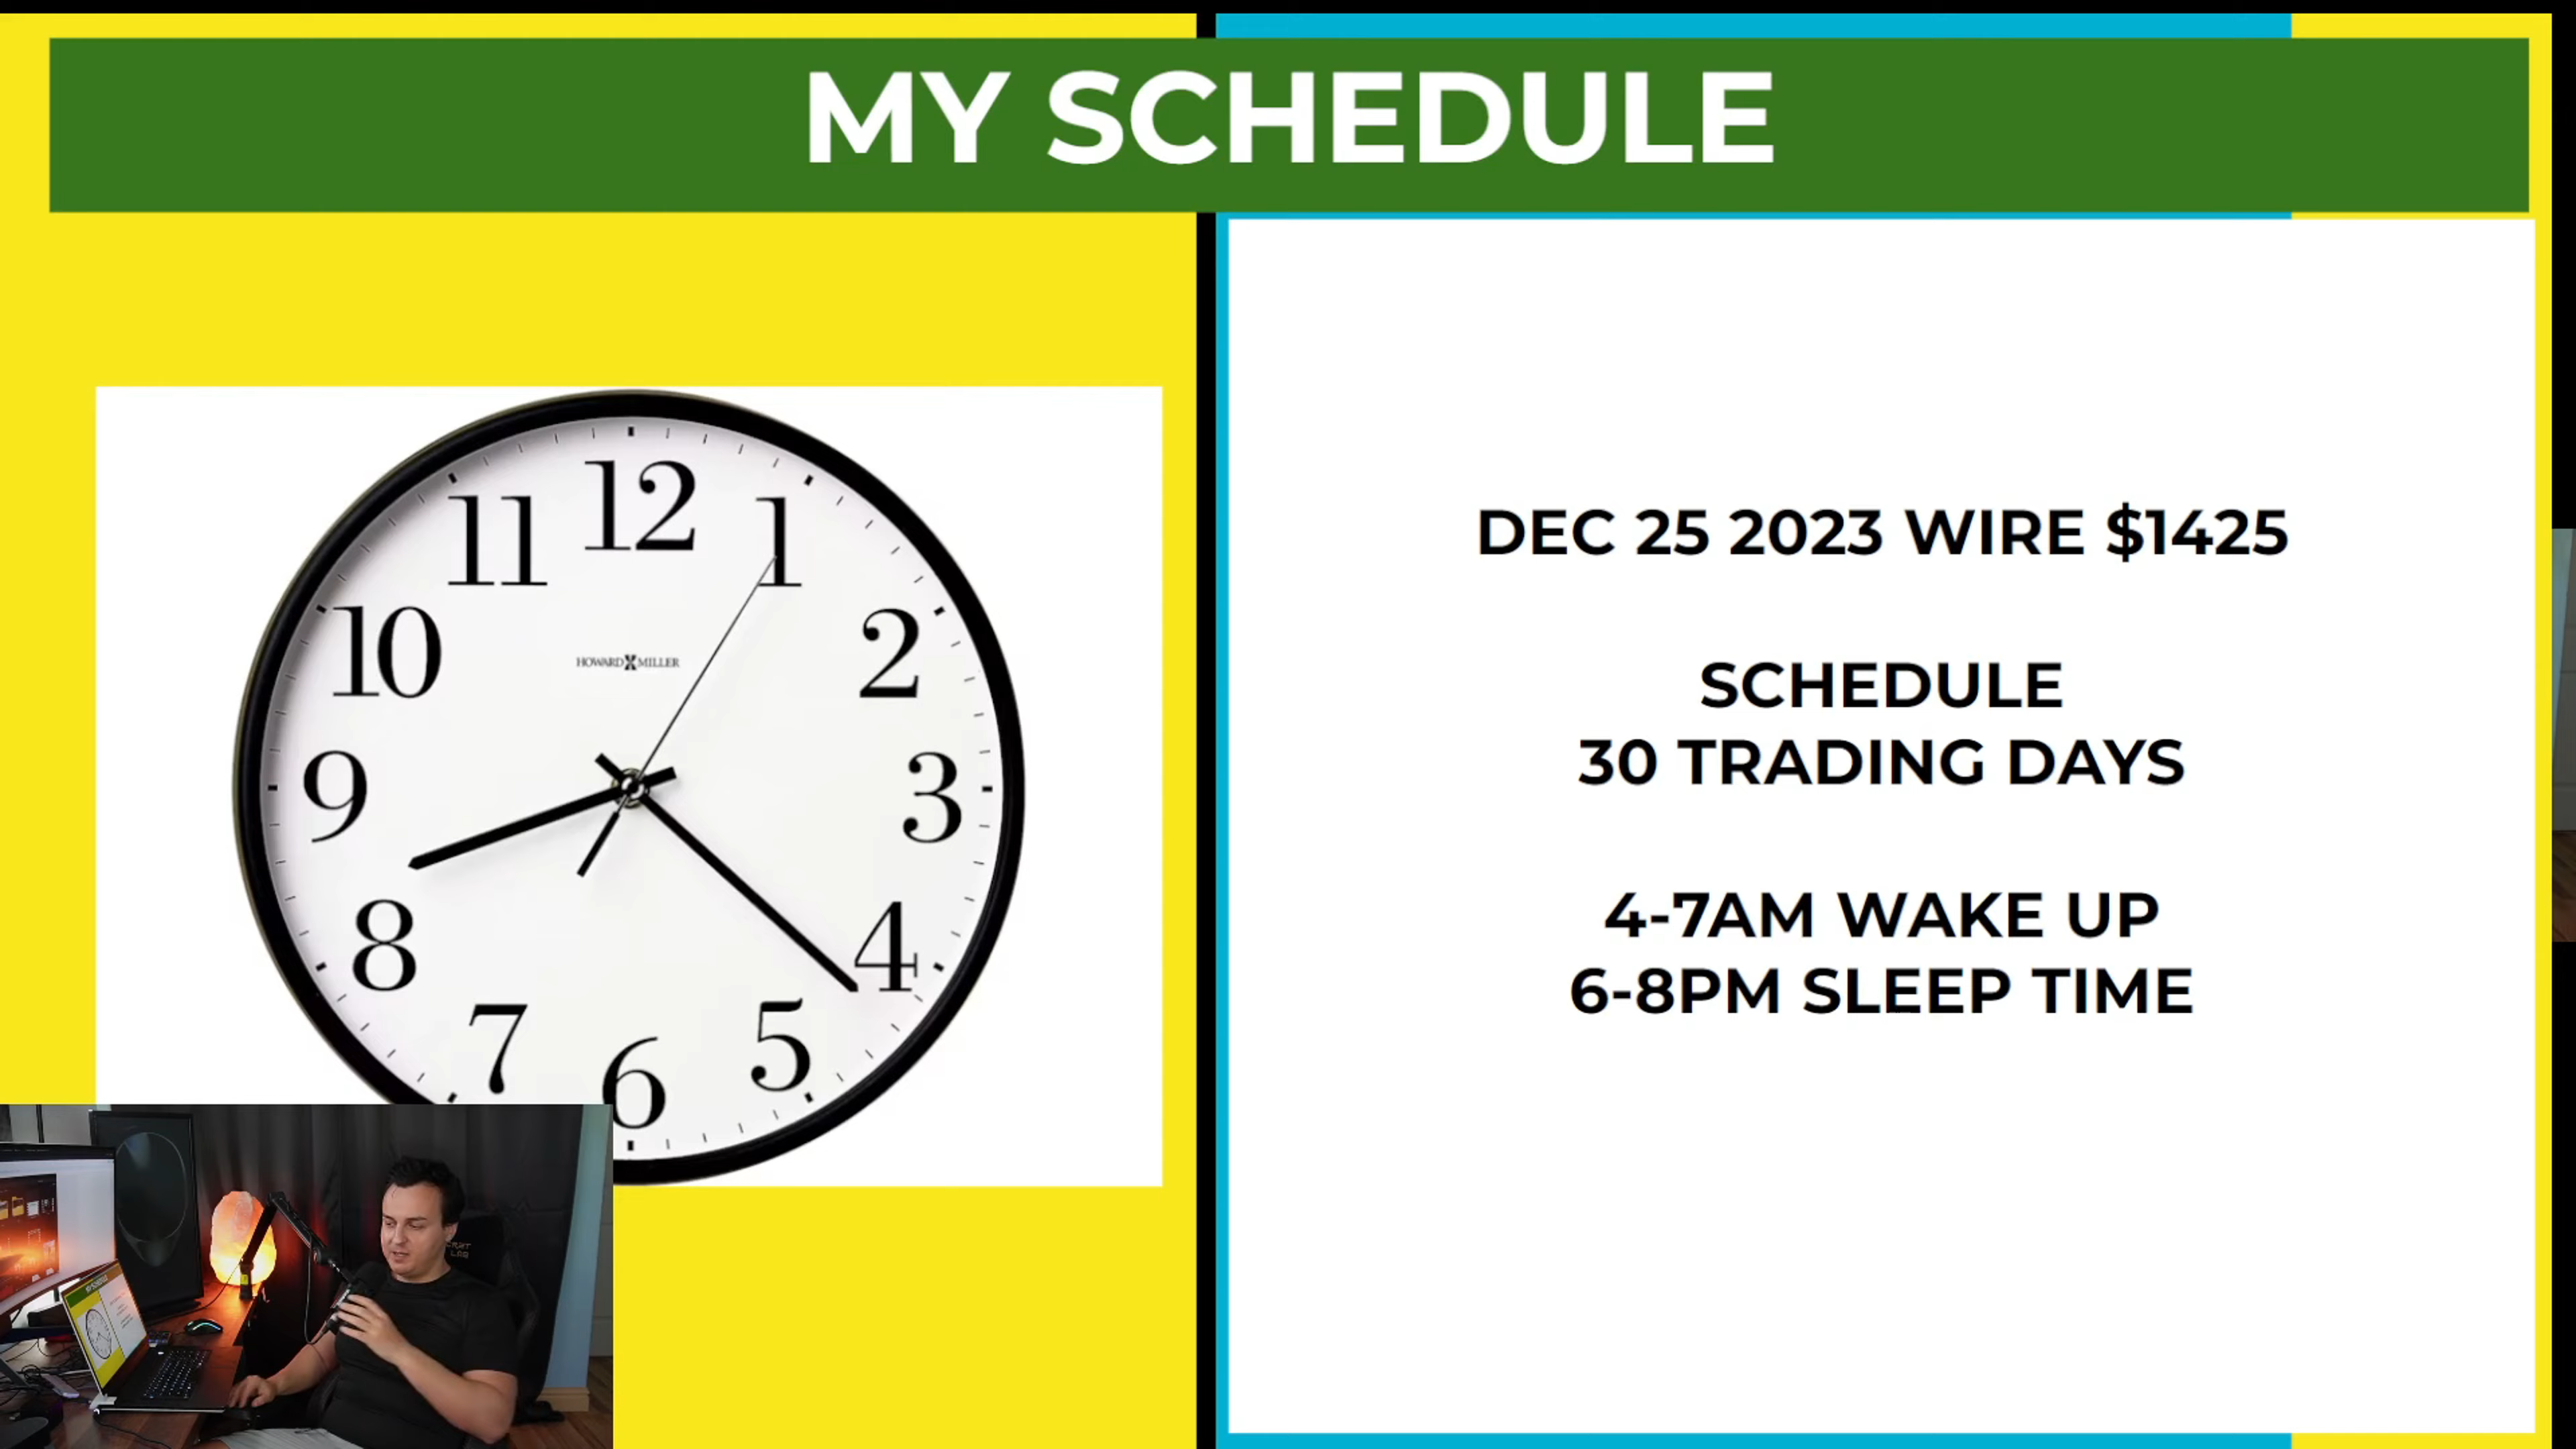 MY SCHEDULE
12
1
2
3
4
5
6
7
8
9
10
11
HOWARD MILLER
DEC 25 2023 WIRE $1425
SCHEDULE
30 TRADING DAYS
4-7AM WAKE UP
6-8PM SLEEP TIME